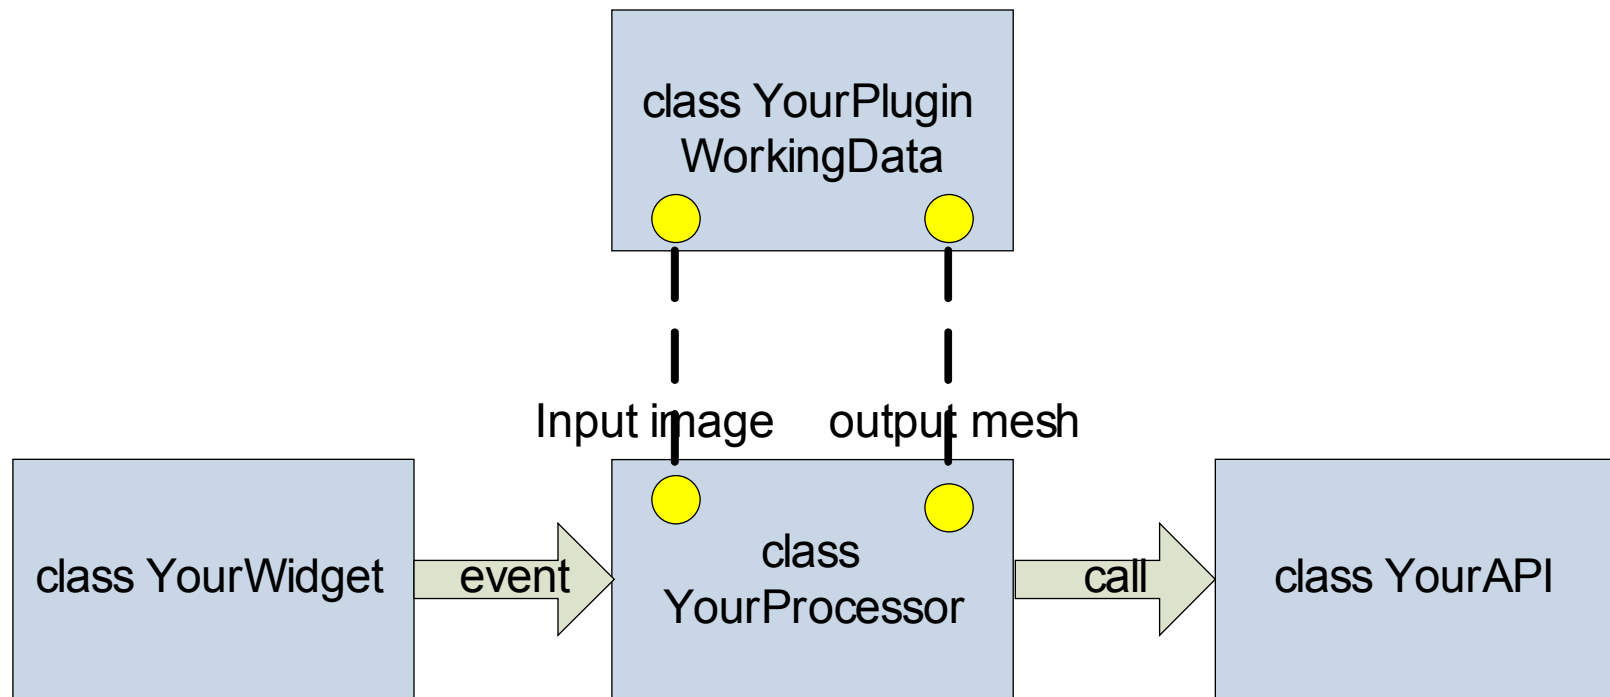 class YourPlugin
WorkingData
Input image
output mesh
class YourWidget
event
class
YourProcessor
call
class YourAPI